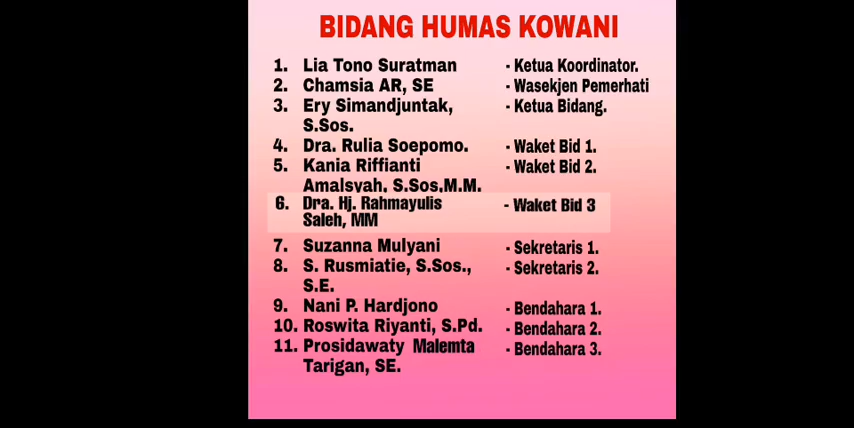 BIDANG HUMAS KOWANI
1. Lia Tono Suratman - Ketua Koordinator.
2. Chamsia AR, SE - Wasekjen Pemerhati
3. Ery Simandjuntak, - Ketua Bidang.
S.Sos.
4. Dra. Rulia Soepomo. - Waket Bid 1.
5. Kania Riffianti - Waket Bid 2.
Amalsyah, S.Sos,M.M.
6. Dra. Hj. Rahmayulis - Waket Bid 3
Saleh, MM
7. Suzanna Mulyani - Sekretaris 1.
8. S. Rusmiatie, S.Sos., - Sekretaris 2.
S.E.
9. Nani P. Hardjono - Bendahara 1.
10. Roswita Riyanti, S.Pd. - Bendahara 2.
11. Prosidawaty Malemta - Bendahara 3.
Tarigan, SE.